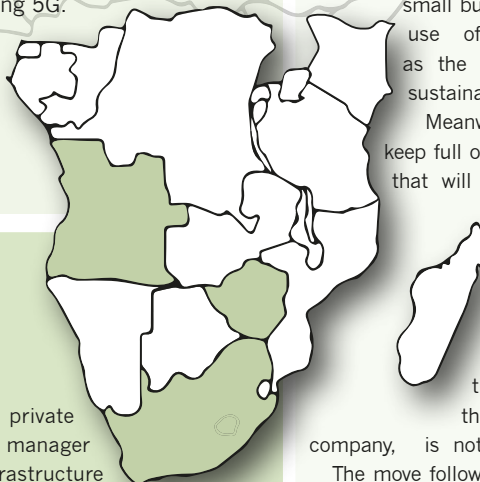 ng 5G.
small bu
use of
as the
sustaina
Meanw
keep full o
that will
private
manager
rastructure
t
th
company, is not
The move follow